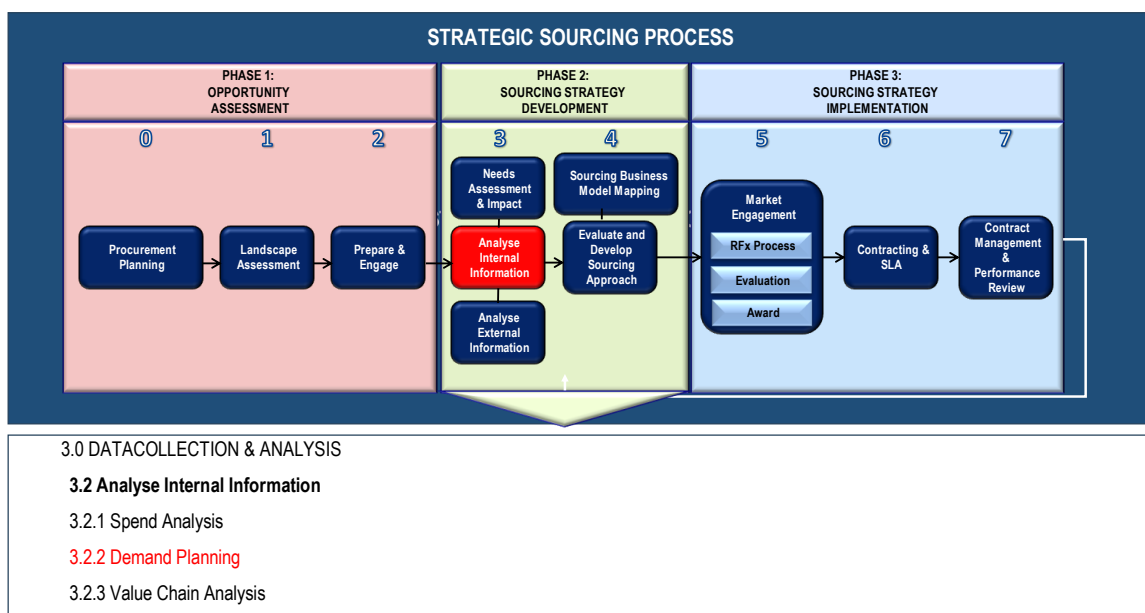 STRATEGIC SOURCING PROCESS
PHASE 1:
OPPORTUNITY
ASSESSMENT
PHASE 2:
SOURCING STRATEGY
DEVELOPMENT
PHASE 3:
SOURCING STRATEGY
IMPLEMENTATION
0
1
2
3
4
5
6
7
Procurement
Planning
Landscape
Assessment
Prepare &
Engage
Needs
Assessment
& Impact
Analyse
Internal
Information
Analyse
External
Information
Sourcing Business
Model Mapping
Evaluate and
Develop
Sourcing
Approach
Market
Engagement
RFx Process
Evaluation
Award
Contracting &
SLA
Contract
Management
&
Performance
Review
3.0 DATACOLLECTION & ANALYSIS
3.2 Analyse Internal Information
3.2.1 Spend Analysis
3.2.2 Demand Planning
3.2.3 Value Chain Analysis